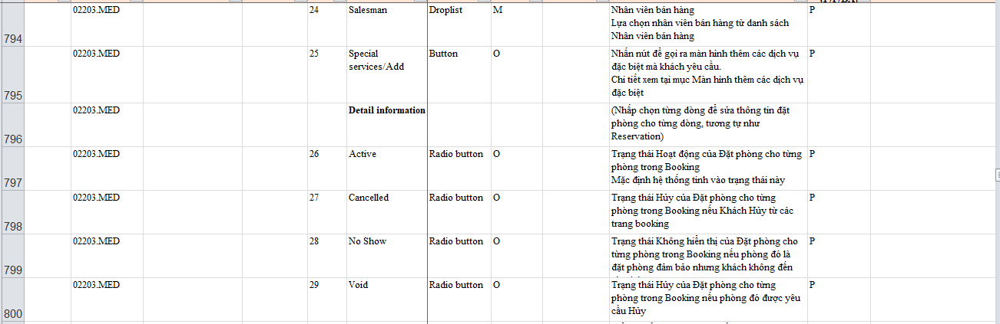 794 02203.MED 24 Salesman Droplist M Nhân viên bán hàng P
Lựa chọn nhân viên bán hàng từ danh sách
Nhân viên bán hàng
795 02203.MED 25 Special Button O Nhấn nút để gọi ra màn hình thêm các dịch vụ P
services/Add đặc biệt mà khách yêu cầu.
Chi tiết xem tại mục Màn hình thêm các dịch vụ
đặc biệt
796 02203.MED Detail information (Nhấp chọn từng dòng để sửa thông tin đặt
phòng cho từng dòng, tương tự như
Reservation)
797 02203.MED 26 Active Radio button O Trạng thái Hoạt động của Đặt phòng cho từng P
phòng trong Booking
Mặc định hệ thống tính vào trạng thái này
798 02203.MED 27 Cancelled Radio button O Trạng thái Hủy của Đặt phòng cho từng P
phòng trong Booking nếu Khách Hủy từ các
trang booking
799 02203.MED 28 No Show Radio button O Trạng thái Không hiển thị của Đặt phòng cho P
từng phòng trong Booking nếu phòng đó là
đặt phòng đảm bảo nhưng khách không đến
800 02203.MED 29 Void Radio button O Trạng thái Hủy của Đặt phòng cho từng P
phòng trong Booking nếu phòng đó được yêu
cầu Hủy